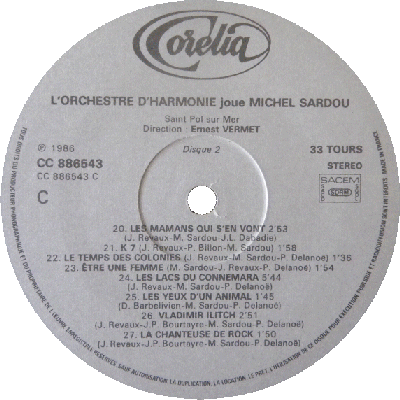 Corelia
L'ORCHESTRE D'HARMONIE joue MICHEL SARDOU
Saint Pol sur Mer
Direction : Ernest VERMET
℗ 1986
Disque 2
33 TOURS
CC 886543
STEREO
CC 886543 C
SACEM
C
20. LES MAMANS QUI S'EN VONT 2'53
(J. Revaux-M. Sardou-J.L. Dabadie)
21. K 7 (J. Revaux-P. Billon-M. Sardou) 1'58
22. LE TEMPS DES COLONIES (J. Revaux-M. Sardou-P. Delanoë) 1'36
23. ÊTRE UNE FEMME (M. Sardou-J. Revaux-P. Delanoë) 1'54
24. LES LACS DU CONNEMARA 5'44
(J. Revaux-M. Sardou-P. Delanoë)
25. LES YEUX D'UN ANIMAL 1'45
(D. Barbelivien-M. Sardou-P. Delanoë)
26. VLADIMIR ILITCH 2'51
(J. Revaux-J.P. Bourtayre-M. Sardou-P. Delanoë)
27. LA CHANTEUSE DE ROCK 1'50
(J. Revaux-J.P. Bourtayre-M. Sardou-P. Delanoë)
MADE IN FRANCE